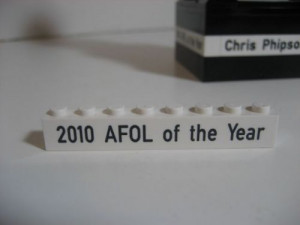 Chris Phipso
2010 AFOL of the Year